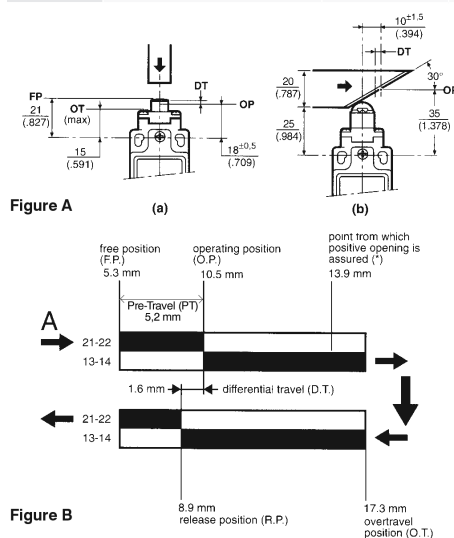 DT
FP
OP
21
(.827)
OT
(max)
15
(.591)
18±0,5
(.709)
10±1.5
(.394)
DT
30°
OP
20
(.787)
25
(.984)
35
(1.378)
Figure A
(a)
(b)
free position
(F.P.)
5.3 mm
operating position
(O.P.)
10.5 mm
point from which
positive opening is
assured (*)
13.9 mm
Pre-Travel (PT)
5,2 mm
A
21-22
13-14
1.6 mm
differential travel (D.T.)
21-22
13-14
8.9 mm
release position (R.P.)
17.3 mm
overtravel
position (O.T.)
Figure B